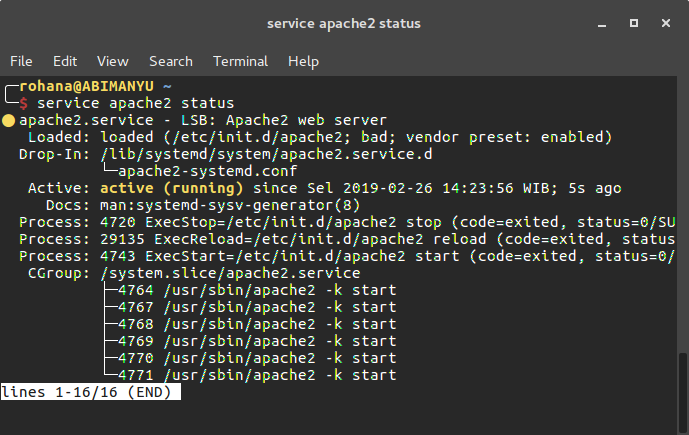 service apache2 status
File Edit View Search Terminal Help
rohana@ABIMANYU ~
$ service apache2 status
● apache2.service - LSB: Apache2 web server
Loaded: loaded (/etc/init.d/apache2; bad; vendor preset: enabled)
Drop-In: /lib/systemd/system/apache2.service.d
└─apache2-systemd.conf
Active: active (running) since Sel 2019-02-26 14:23:56 WIB; 5s ago
Docs: man:systemd-sysv-generator(8)
Process: 4720 ExecStop=/etc/init.d/apache2 stop (code=exited, status=0/SU
Process: 29135 ExecReload=/etc/init.d/apache2 reload (code=exited, status
Process: 4743 ExecStart=/etc/init.d/apache2 start (code=exited, status=0/
CGroup: /system.slice/apache2.service
├─4764 /usr/sbin/apache2 -k start
├─4767 /usr/sbin/apache2 -k start
├─4768 /usr/sbin/apache2 -k start
├─4769 /usr/sbin/apache2 -k start
├─4770 /usr/sbin/apache2 -k start
└─4771 /usr/sbin/apache2 -k start
lines 1-16/16 (END)